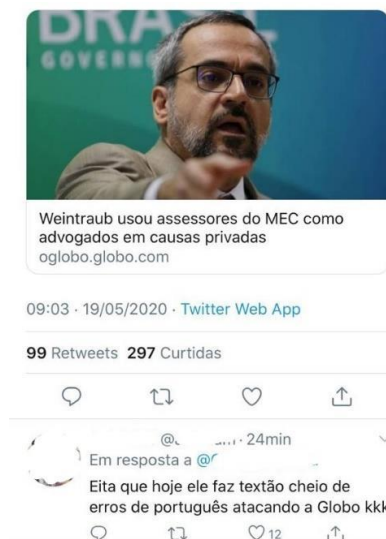 BRASIL
GOVERNO
Weintraub usou assessores do MEC como
advogados em causas privadas
oglobo.globo.com
09:03 · 19/05/2020 · Twitter Web App
99 Retweets 297 Curtidas
· 24min
Em resposta a
Eita que hoje ele faz textão cheio de
erros de português atacando a Globo kkk
12